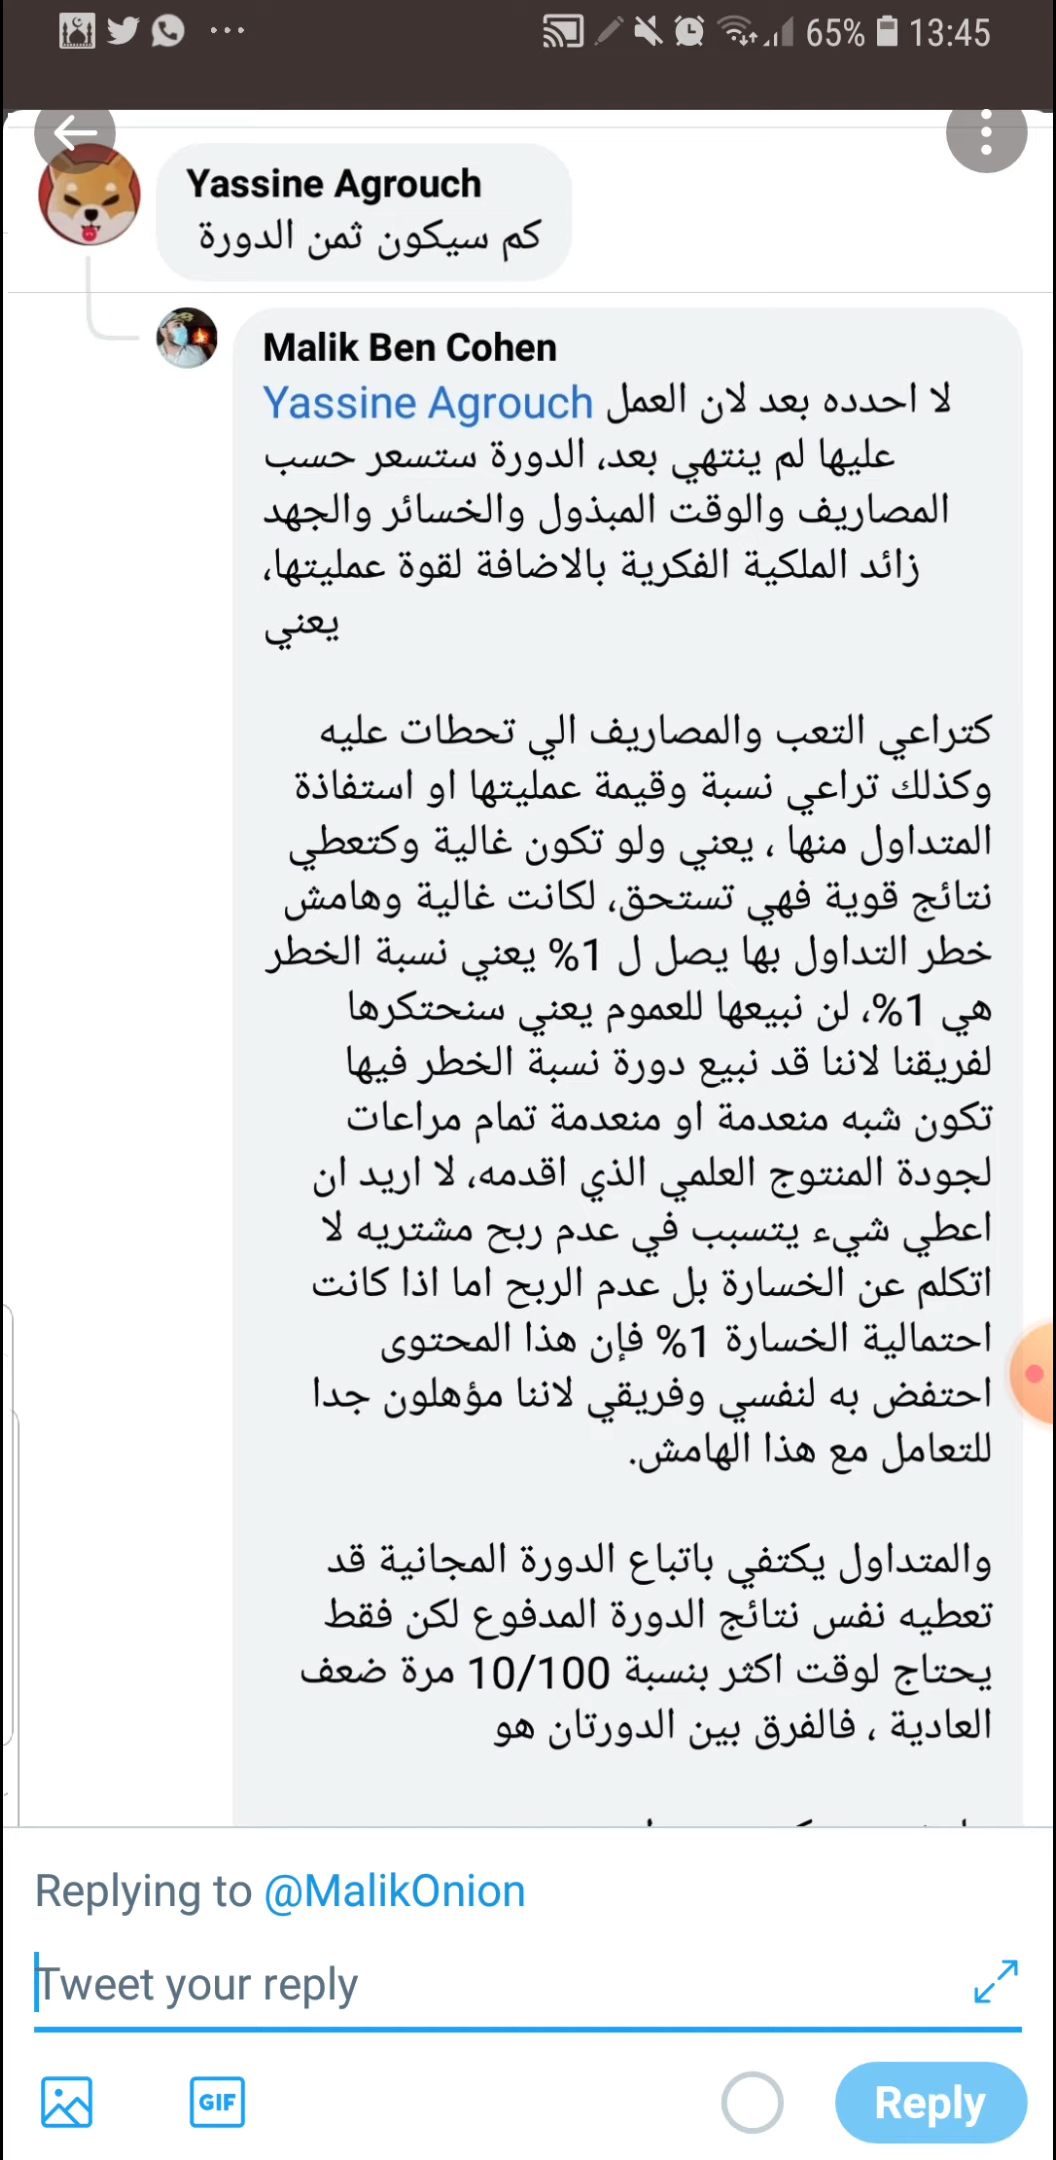 65% 13:45
Yassine Agrouch
كم سيكون ثمن الدورة
Malik Ben Cohen
Yassine Agrouch لا احدده بعد لان العمل
عليها لم ينتهي بعد، الدورة ستسعر حسب
المصاريف والوقت المبذول والخسائر والجهد
زائد الملكية الفكرية بالاضافة لقوة عمليتها،
يعني
كتراعي التعب والمصاريف الي تحطات عليه
وكذلك تراعي نسبة وقيمة عمليتها او استفاذة
المتداول منها ، يعني ولو تكون غالية وكتعطي
نتائج قوية فهي تستحق، لكانت غالية وهامش
خطر التداول بها يصل ل 1% يعني نسبة الخطر
هي 1%، لن نبيعها للعموم يعني سنحتكرها
لفريقنا لاننا قد نبيع دورة نسبة الخطر فيها
تكون شبه منعدمة او منعدمة تمام مراعات
لجودة المنتوج العلمي الذي اقدمه، لا اريد ان
اعطي شيء يتسبب في عدم ربح مشتريه لا
اتكلم عن الخسارة بل عدم الربح اما اذا كانت
احتمالية الخسارة 1% فإن هذا المحتوى
احتفض به لنفسي وفريقي لاننا مؤهلون جدا
للتعامل مع هذا الهامش.
والمتداول يكتفي باتباع الدورة المجانية قد
تعطيه نفس نتائج الدورة المدفوع لكن فقط
يحتاج لوقت اكثر بنسبة 10/100 مرة ضعف
العادية ، فالفرق بين الدورتان هو
Replying to @MalikOnion
Tweet your reply
GIF
Reply